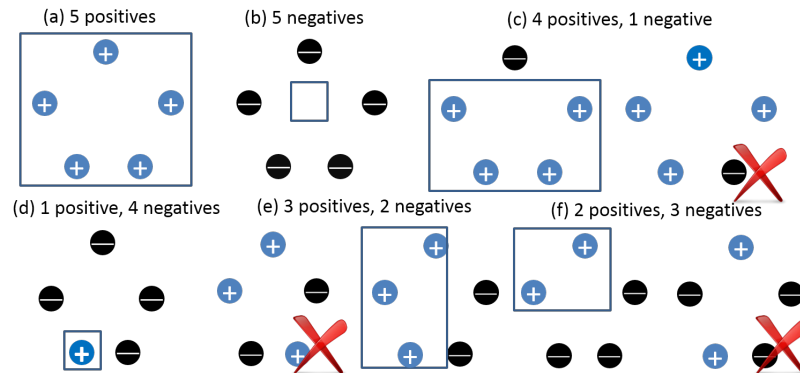 (a) 5 positives
(b) 5 negatives
(c) 4 positives, 1 negative
(d) 1 positive, 4 negatives
(e) 3 positives, 2 negatives
(f) 2 positives, 3 negatives